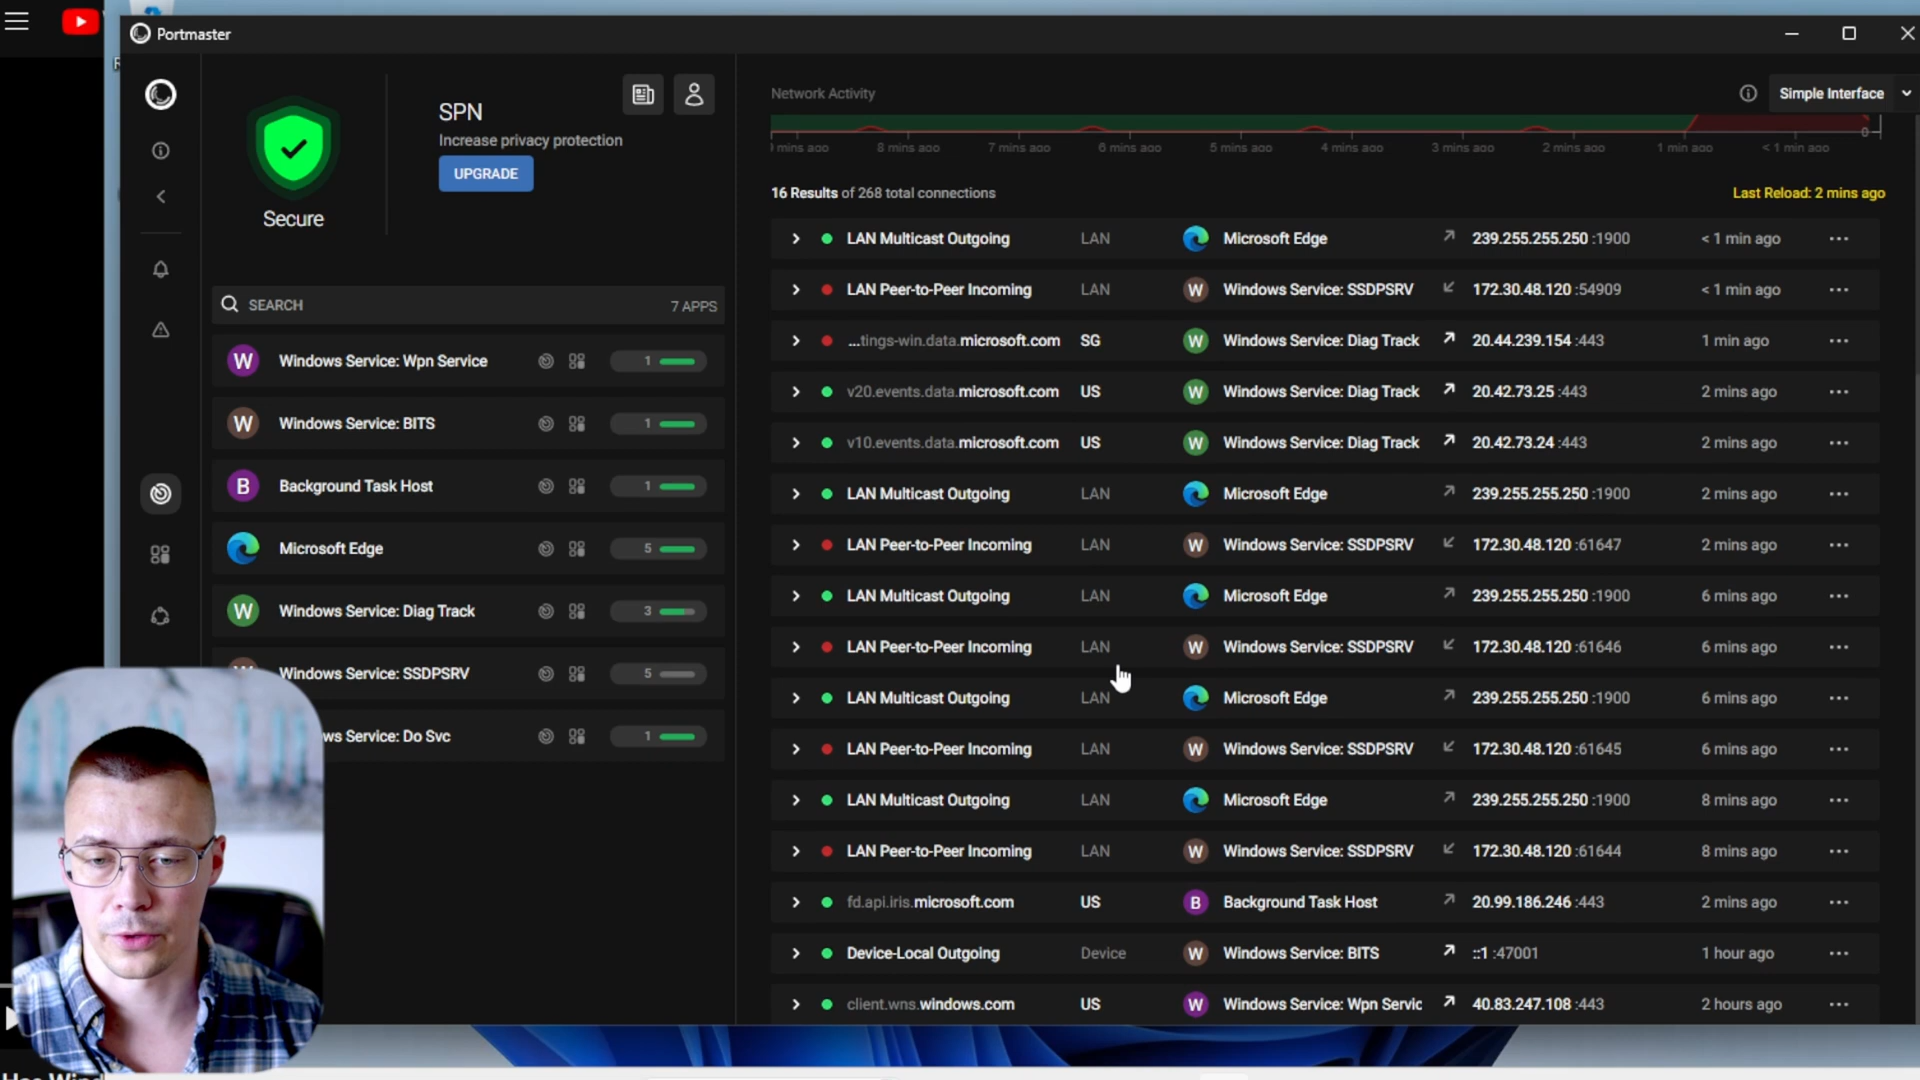 Portmaster
SPN
Increase privacy protection
UPGRADE
Secure
SEARCH
7 APPS
Windows Service: Wpn Service 1
Windows Service: BITS 1
Background Task Host 1
Microsoft Edge 5
Windows Service: Diag Track 3
Windows Service: SSDPSRV 5
ws Service: Do Svc 1
Network Activity
Simple Interface
0
mins ago 8 mins ago 7 mins ago 6 mins ago 5 mins ago 4 mins ago 3 mins ago 2 mins ago 1 min ago < 1 min ago
16 Results of 268 total connections
Last Reload: 2 mins ago
LAN Multicast Outgoing LAN Microsoft Edge 239.255.255.250 :1900 < 1 min ago
LAN Peer-to-Peer Incoming LAN W Windows Service: SSDPSRV 172.30.48.120 :54909 < 1 min ago
...tings-win.data.microsoft.com SG W Windows Service: Diag Track 20.44.239.154 :443 1 min ago
v20.events.data.microsoft.com US W Windows Service: Diag Track 20.42.73.25 :443 2 mins ago
v10.events.data.microsoft.com US W Windows Service: Diag Track 20.42.73.24 :443 2 mins ago
LAN Multicast Outgoing LAN Microsoft Edge 239.255.255.250 :1900 2 mins ago
LAN Peer-to-Peer Incoming LAN W Windows Service: SSDPSRV 172.30.48.120 :61647 2 mins ago
LAN Multicast Outgoing LAN Microsoft Edge 239.255.255.250 :1900 6 mins ago
LAN Peer-to-Peer Incoming LAN W Windows Service: SSDPSRV 172.30.48.120 :61646 6 mins ago
LAN Multicast Outgoing LAN Microsoft Edge 239.255.255.250 :1900 6 mins ago
LAN Peer-to-Peer Incoming LAN W Windows Service: SSDPSRV 172.30.48.120 :61645 6 mins ago
LAN Multicast Outgoing LAN Microsoft Edge 239.255.255.250 :1900 8 mins ago
LAN Peer-to-Peer Incoming LAN W Windows Service: SSDPSRV 172.30.48.120 :61644 8 mins ago
fd.api.iris.microsoft.com US B Background Task Host 20.99.186.246 :443 2 mins ago
Device-Local Outgoing Device W Windows Service: BITS ::1 :47001 1 hour ago
client.wns.windows.com US W Windows Service: Wpn Servic 40.83.247.108 :443 2 hours ago